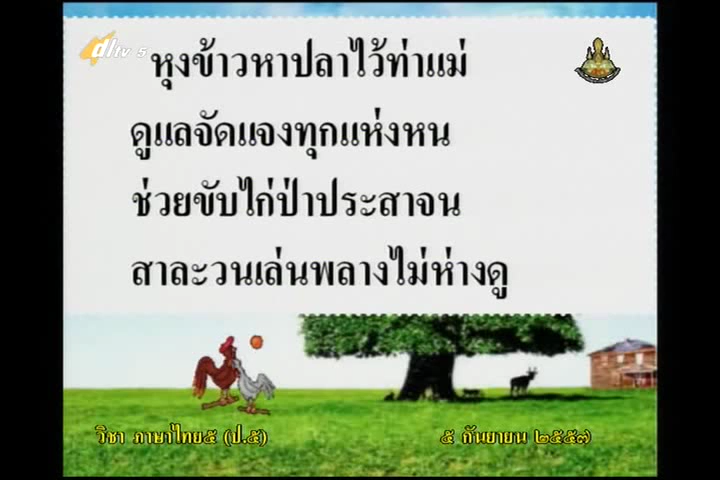 dltv 5
หุงข้าวหาปลาไว้ท่าแม่
ดูแลจัดแจงทุกแห่งหน
ช่วยขับไก่ป่าประสาจน
สาละวนเล่นพลางไม่ห่างดู
วิชา ภาษาไทย๕ (ป.๕)
๕ กันยายน ๒๕๕๗